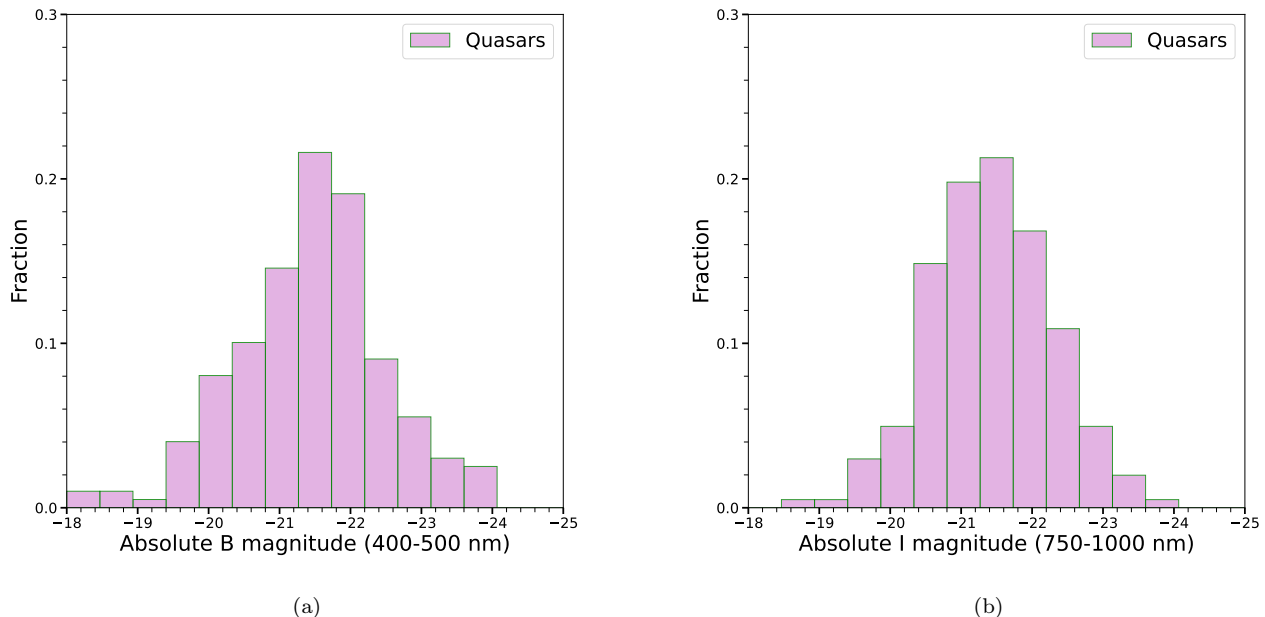 0.3
0.2
0.1
0.0
Fraction
Quasars
−18 −19 −20 −21 −22 −23 −24 −25
Absolute B magnitude (400-500 nm)
(a)
0.3
0.2
0.1
0.0
Fraction
Quasars
−18 −19 −20 −21 −22 −23 −24 −25
Absolute I magnitude (750-1000 nm)
(b)